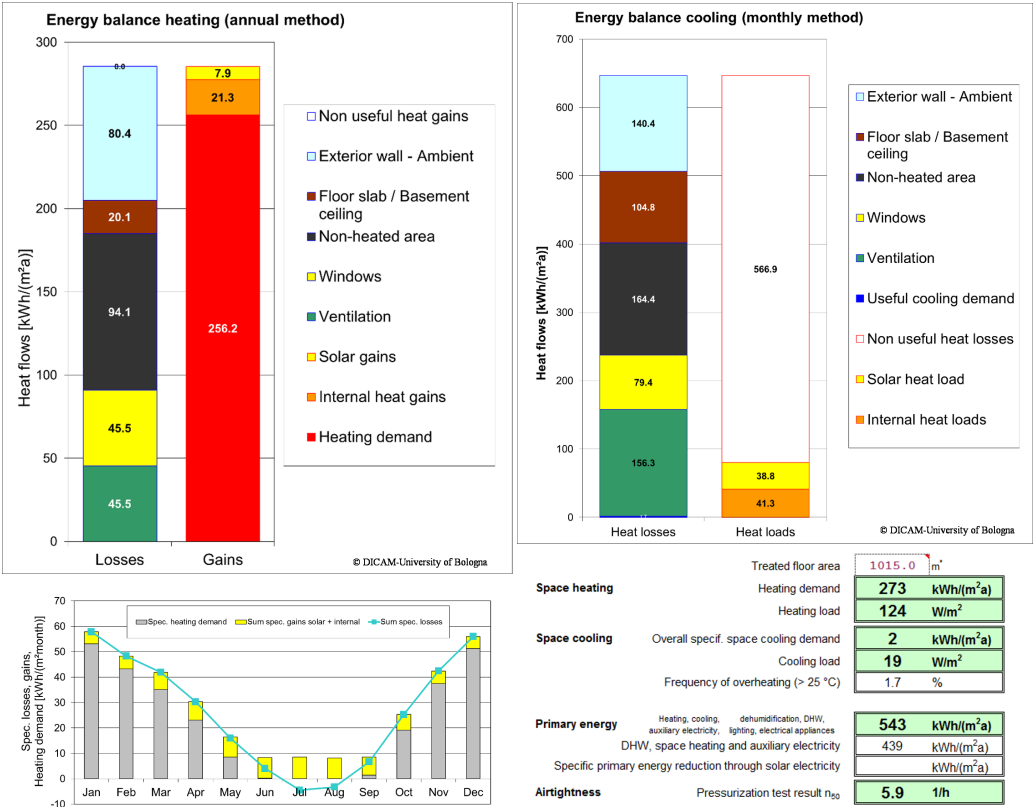 Energy balance heating (annual method)
300
250
200
150
100
50
0
Heat flows [kWh/(m²a)]
0.0
80.4
20.1
94.1
45.5
45.5
7.9
21.3
256.2
Losses
Gains
Non useful heat gains
Exterior wall - Ambient
Floor slab / Basement
ceiling
Non-heated area
Windows
Ventilation
Solar gains
Internal heat gains
Heating demand
© DICAM-University of Bologna
Energy balance cooling (monthly method)
700
600
500
400
300
200
100
0
Heat flows [kWh/(m²a)]
140.4
104.8
164.4
79.4
156.3
566.9
38.8
41.3
Heat losses
Heat loads
Exterior wall - Ambient
Floor slab / Basement
ceiling
Non-heated area
Windows
Ventilation
Useful cooling demand
Non useful heat losses
Solar heat load
Internal heat loads
© DICAM-University of Bologna
70
60
50
40
30
20
10
0
-10
Spec. losses, gains,
Heating demand [kWh/(m²month)]
Spec. heating demand
Sum spec. gains solar + internal
Sum spec. losses
Jan Feb Mar Apr May Jun Jul Aug Sep Oct Nov Dec
Treated floor area 1015.0 m²
Space heating Heating demand 273 kWh/(m²a)
Heating load 124 W/m²
Space cooling Overall specif. space cooling demand 2 kWh/(m²a)
Cooling load 19 W/m²
Frequency of overheating (> 25 °C) 1.7 %
Primary energy Heating, cooling, dehumidification, DHW, 543 kWh/(m²a)
auxiliary electricity, lighting, electrical appliances
DHW, space heating and auxiliary electricity 439 kWh/(m²a)
Specific primary energy reduction through solar electricity kWh/(m²a)
Airtightness Pressurization test result n₅₀ 5.9 1/h